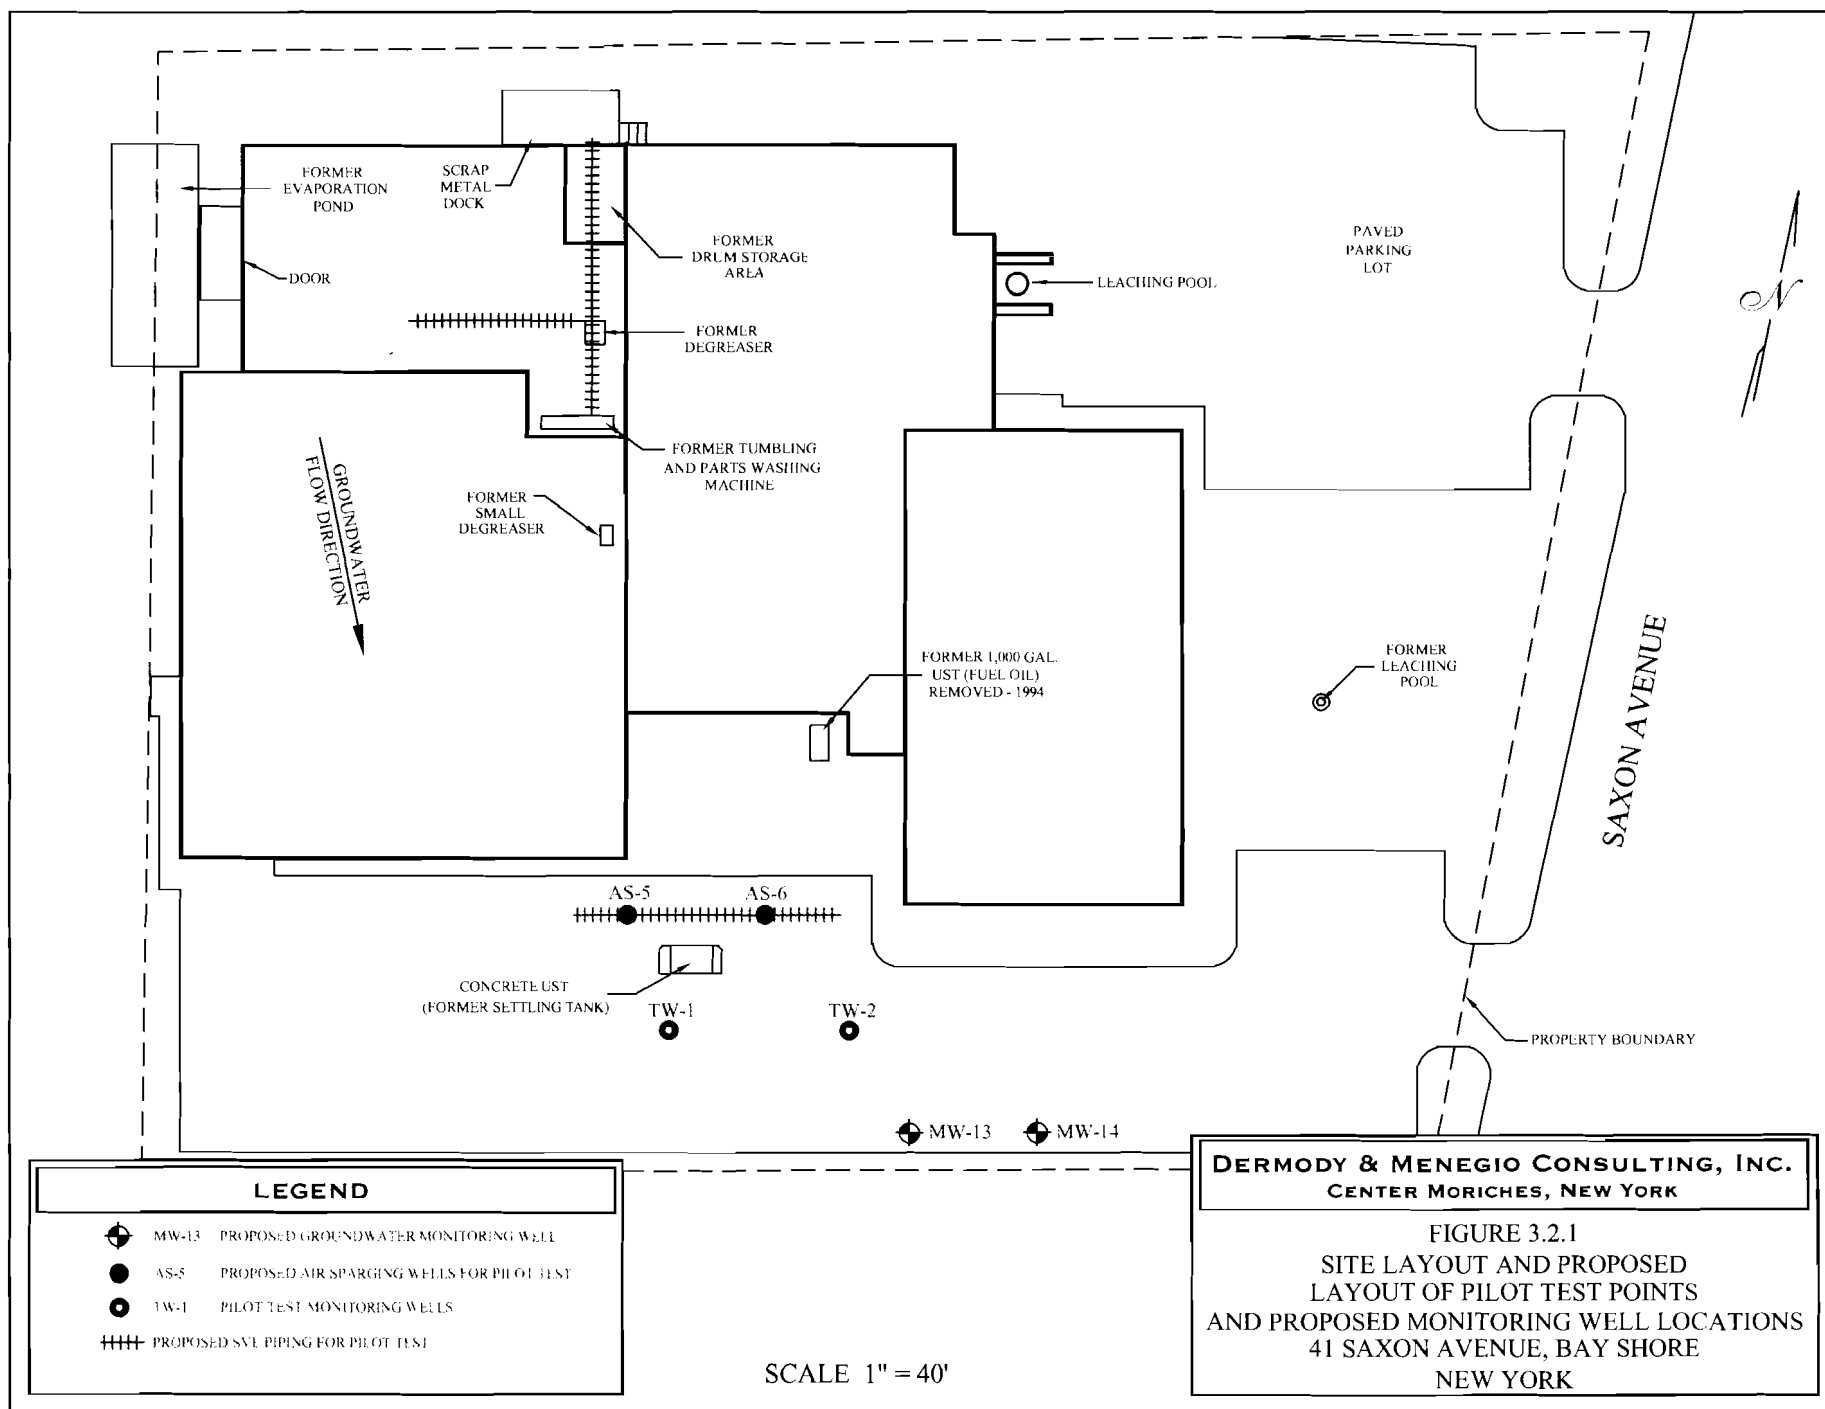 FORMER
EVAPORATION
POND
SCRAP
METAL
DOCK
FORMER
DRUM STORAGE
AREA
DOOR
LEACHING POOL
PAVED
PARKING
LOT
N
FORMER
DEGREASER
FORMER TUMBLING
AND PARTS WASHING
MACHINE
GROUNDWATER
FLOW DIRECTION
FORMER
SMALL
DEGREASER
FORMER 1,000 GAL.
UST (FUEL OIL)
REMOVED - 1994
FORMER
LEACHING
POOL
SAXON AVENUE
AS-5
AS-6
CONCRETE UST
(FORMER SETTLING TANK)
TW-1
TW-2
PROPERTY BOUNDARY
MW-13
MW-14
LEGEND
MW-13 PROPOSED GROUNDWATER MONITORING WELL
AS-5 PROPOSED AIR SPARGING WELLS FOR PILOT TEST
TW-1 PILOT TEST MONITORING WELLS
PROPOSED SVE PIPING FOR PILOT TEST
SCALE 1" = 40'
DERMODY & MENEGIO CONSULTING, INC.
CENTER MORICHES, NEW YORK
FIGURE 3.2.1
SITE LAYOUT AND PROPOSED
LAYOUT OF PILOT TEST POINTS
AND PROPOSED MONITORING WELL LOCATIONS
41 SAXON AVENUE, BAY SHORE
NEW YORK